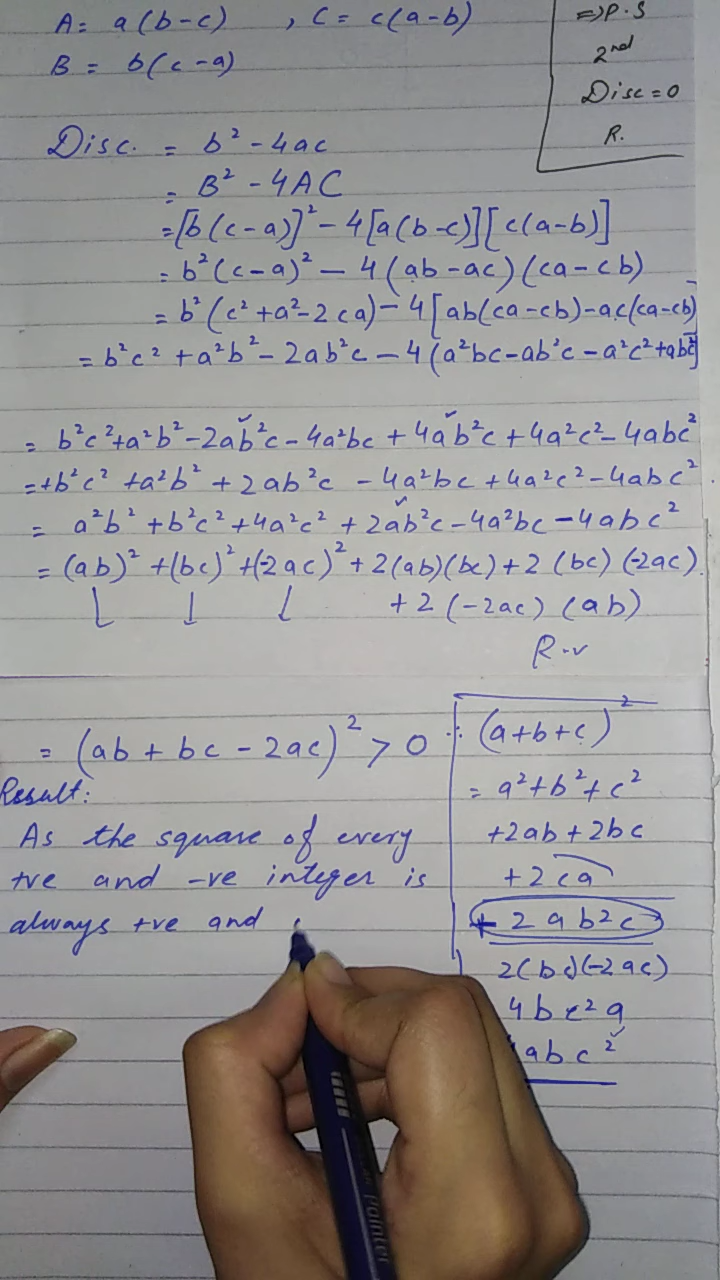 A = a(b-c) , C = c(a-b)
B = b(c-a)
=> P.S
2nd
Disc = 0
R.
Disc. = b² - 4ac
= B² - 4AC
= [b(c-a)]² - 4[a(b-c)][c(a-b)]
= b²(c-a)² - 4(ab-ac)(ca-cb)
= b²(c²+a²-2ca) - 4[ab(ca-cb)-ac(ca-cb)]
= b²c² + a²b² - 2ab²c - 4(a²bc-ab²c-a²c²+abc²]
= b²c²+a²b²-2ab²c-4a²bc+4ab²c+4a²c²-4abc²
= +b²c² +a²b² +2ab²c -4a²bc +4a²c²-4abc²
= a²b² +b²c² +4a²c² +2ab²c -4a²bc -4abc²
= (ab)² +(bc)² +(-2ac)² +2(ab)(bc)+2(bc)(-2ac)
+2(-2ac)(ab)
= (ab + bc - 2ac)² > 0
∴ (a+b+c)²
= a²+b²+c²
+2ab+2bc
+2ca
+2ab²c
2(bc)(-2ac)
4bc²a
abc²
Result:
As the square of every
+ve and -ve integer is
always +ve and